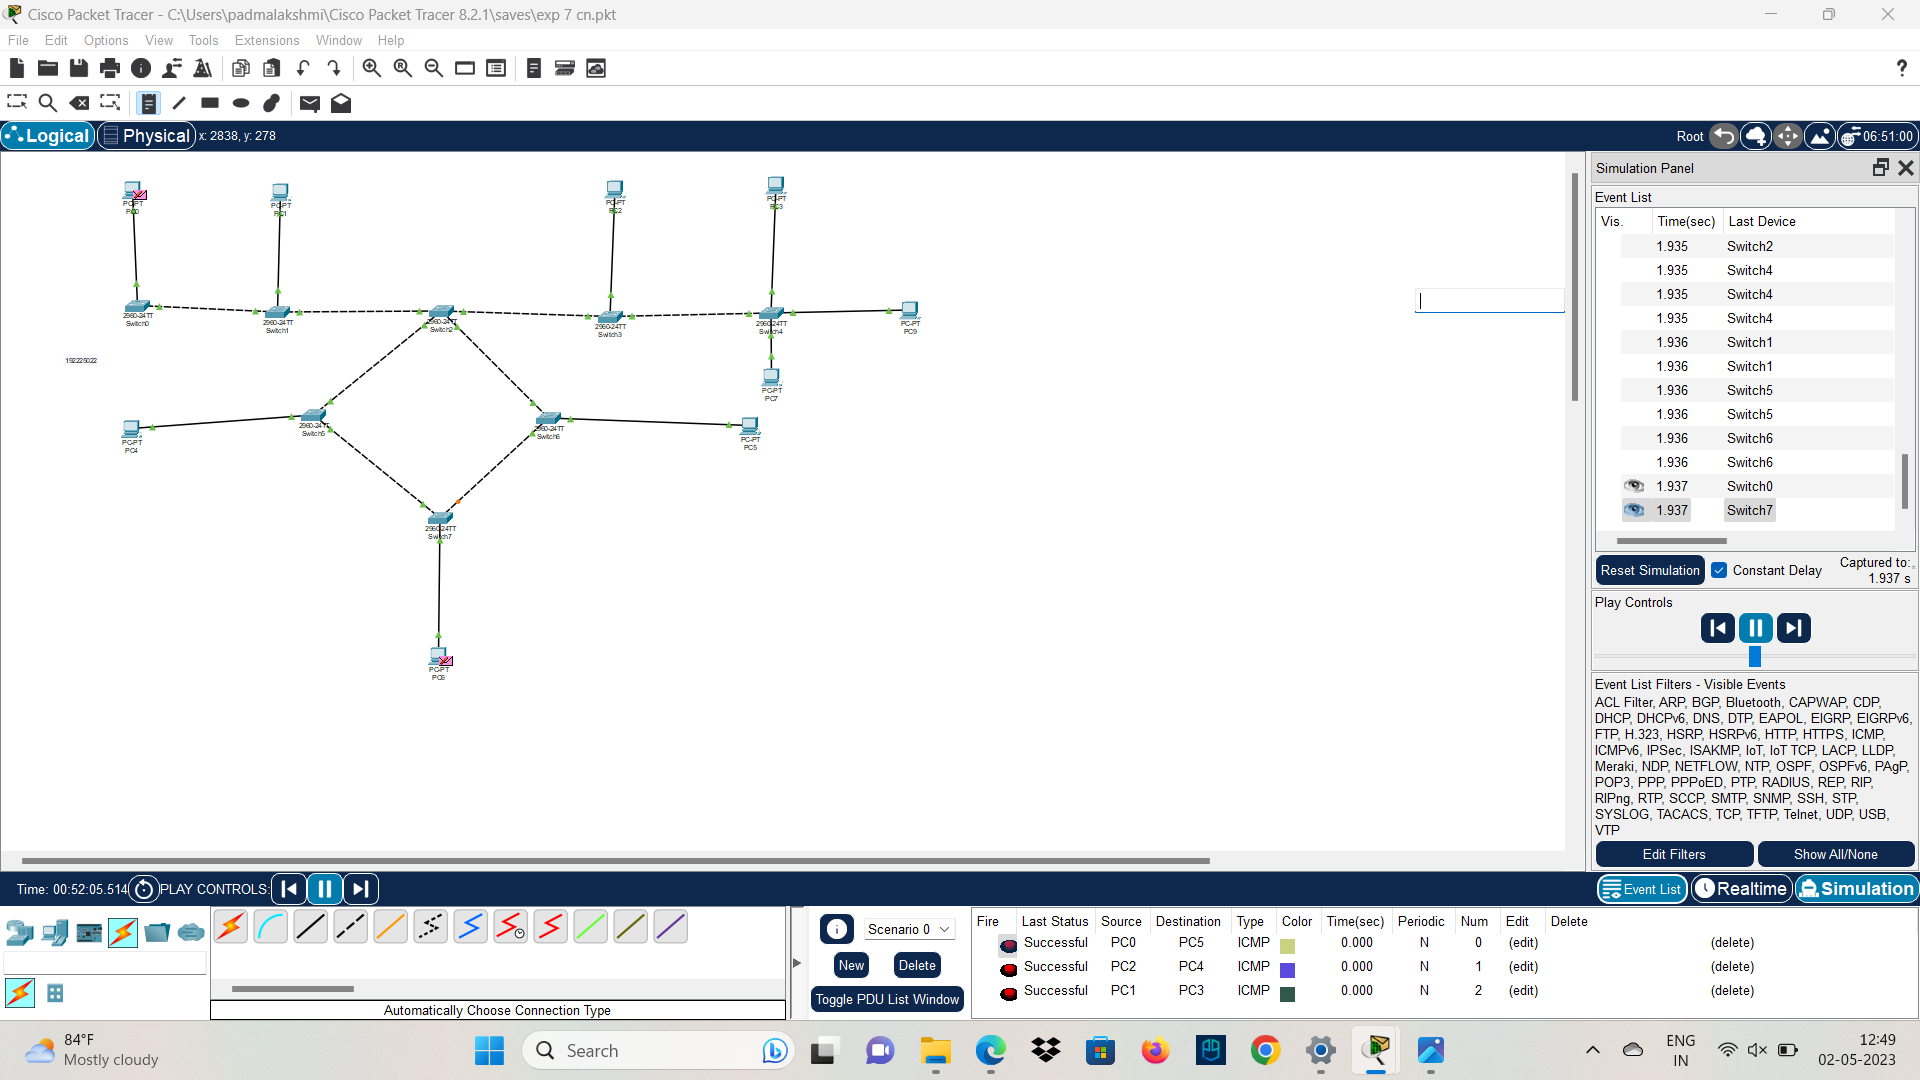 Cisco Packet Tracer - C:\Users\padmalakshmi\Cisco Packet Tracer 8.2.1\saves\exp 7 cn.pkt
File Edit Options View Tools Extensions Window Help
?
Logical Physical x: 2838, y: 278
Root 06:51:00
PC-PT
PC0
PC-PT
PC1
PC-PT
PC2
PC-PT
PC3
2960-24TT
Switch0
2960-24TT
Switch1
2960-24TT
Switch2
2960-24TT
Switch3
2960-24TT
Switch4
PC-PT
PC9
192225022
PC-PT
PC7
PC-PT
PC4
2960-24TT
Switch5
2960-24TT
Switch6
PC-PT
PC5
2960-24TT
Switch7
PC-PT
PC6
Simulation Panel
Event List
Vis. Time(sec) Last Device
1.935 Switch2
1.935 Switch4
1.935 Switch4
1.935 Switch4
1.936 Switch1
1.936 Switch1
1.936 Switch5
1.936 Switch5
1.936 Switch6
1.936 Switch6
1.937 Switch0
1.937 Switch7
Reset Simulation Constant Delay Captured to:
1.937 s
Play Controls
Event List Filters - Visible Events
ACL Filter, ARP, BGP, Bluetooth, CAPWAP, CDP,
DHCP, DHCPv6, DNS, DTP, EAPOL, EIGRP, EIGRPv6,
FTP, H.323, HSRP, HSRPv6, HTTP, HTTPS, ICMP,
ICMPv6, IPSec, ISAKMP, IoT, IoT TCP, LACP, LLDP,
Meraki, NDP, NETFLOW, NTP, OSPF, OSPFv6, PAgP,
POP3, PPP, PPPoED, PTP, RADIUS, REP, RIP,
RIPng, RTP, SCCP, SMTP, SNMP, SSH, STP,
SYSLOG, TACACS, TCP, TFTP, Telnet, UDP, USB,
VTP
Edit Filters Show All/None
Time: 00:52:05.514 PLAY CONTROLS:
Event List Realtime Simulation
Automatically Choose Connection Type
Scenario 0
New Delete
Toggle PDU List Window
Fire Last Status Source Destination Type Color Time(sec) Periodic Num Edit Delete
Successful PC0 PC5 ICMP 0.000 N 0 (edit) (delete)
Successful PC2 PC4 ICMP 0.000 N 1 (edit) (delete)
Successful PC1 PC3 ICMP 0.000 N 2 (edit) (delete)
84°F
Mostly cloudy
Search
ENG
IN
12:49
02-05-2023